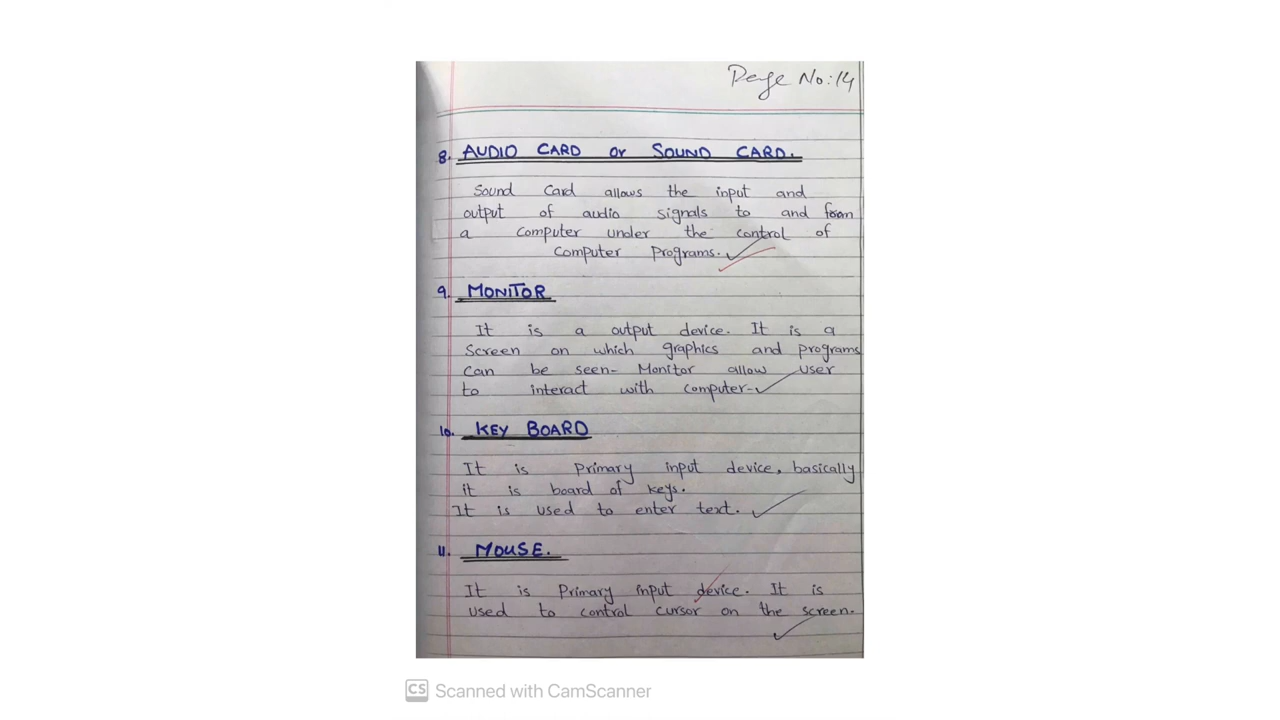 Page No:14
8. AUDIO CARD or SOUND CARD.
Sound Card allows the input and
output of audio signals to and from
a computer under the control of
computer programs.
9. MONITOR
It is a output device. It is a
Screen on which graphics and programs
can be seen- Monitor allow user
to interact with computer-
10. KEY BOARD
It is Primary input device, basically
it is board of keys.
It is used to enter text.
11. MOUSE.
It is Primary input device. It is
used to control cursor on the screen.
CS Scanned with CamScanner